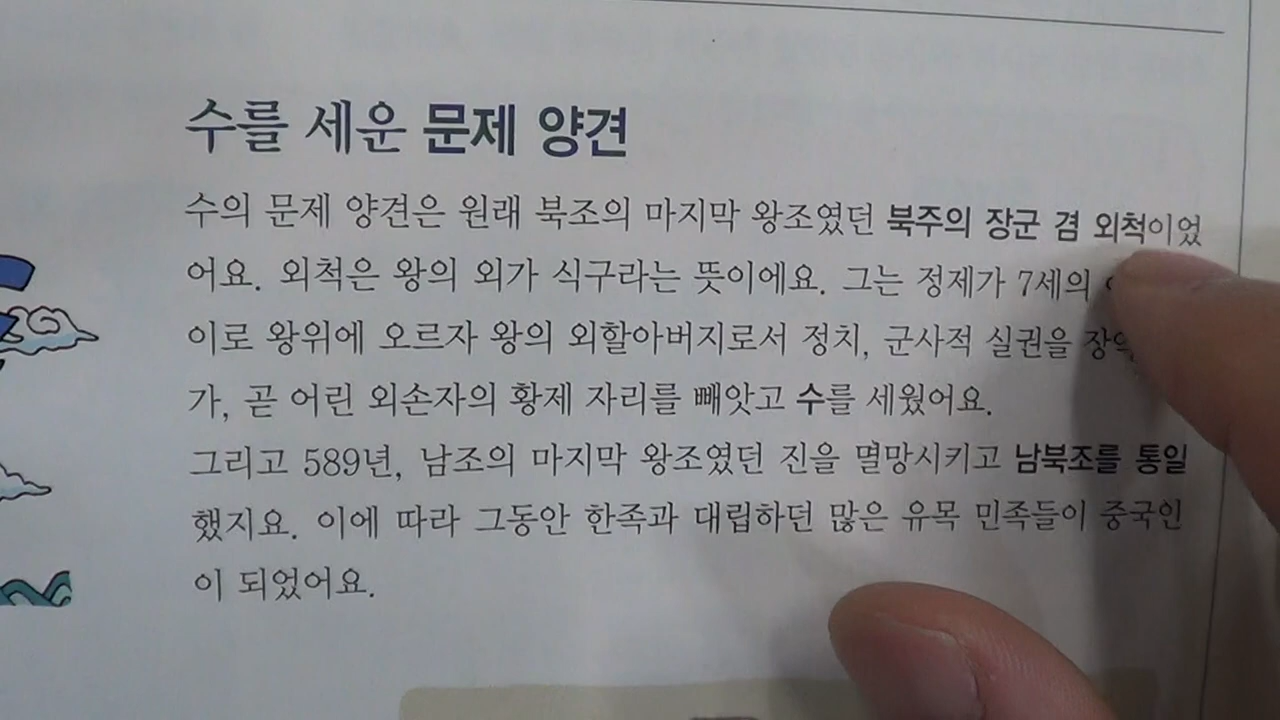 수를 세운 문제 양견
수의 문제 양견은 원래 북조의 마지막 왕조였던 북주의 장군 겸 외척이었
어요. 외척은 왕의 외가 식구라는 뜻이에요. 그는 정제가 7세의
이로 왕위에 오르자 왕의 외할아버지로서 정치, 군사적 실권을
가, 곧 어린 외손자의 황제 자리를 빼앗고 수를 세웠어요.
그리고 589년, 남조의 마지막 왕조였던 진을 멸망시키고 남북조를 통일
했지요. 이에 따라 그동안 한족과 대립하던 많은 유목 민족들이 중국인
이 되었어요.